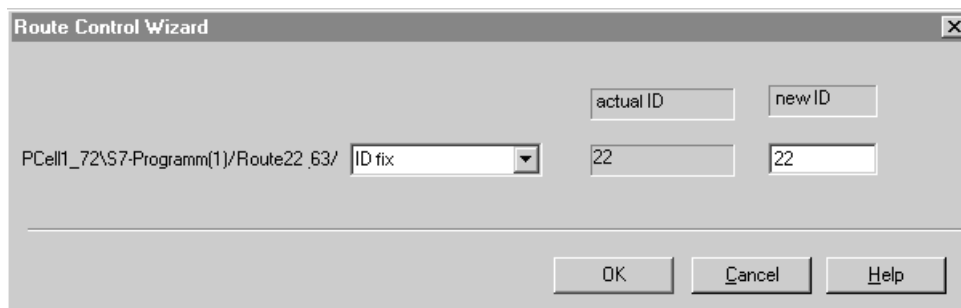 Route Control Wizard
actual ID new ID
PCell1_72\S7-Programm(1)/Route22_63/ ID fix 22 22
OK Cancel Help